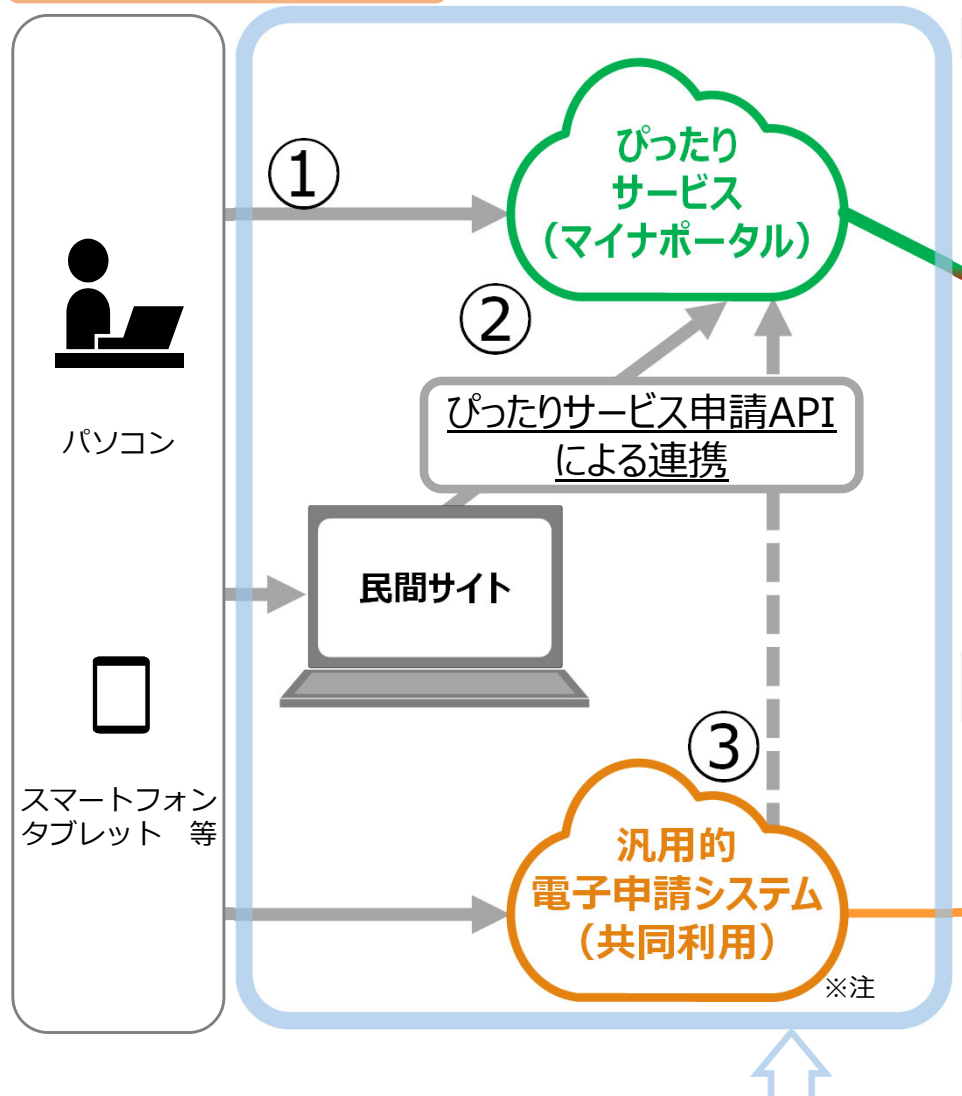 ①
ぴったり
サービス
（マイナポータル）
②
ぴったりサービス申請API
による連携
パソコン
民間サイト
スマートフォン
タブレット　等
③
汎用的
電子申請システム
（共同利用）
※注